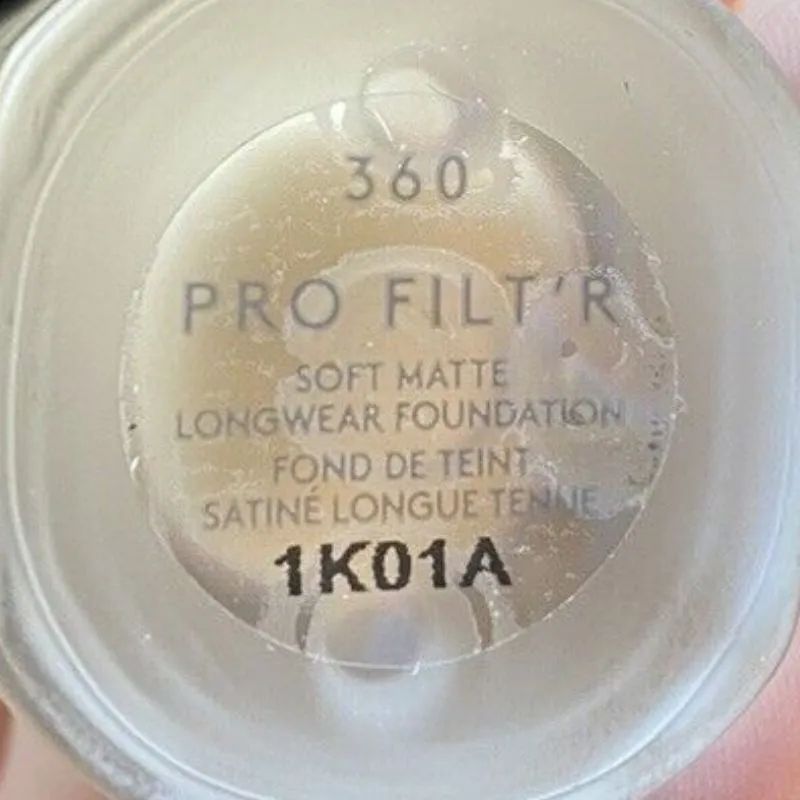 360
PRO FILT'R
SOFT MATTE
LONGWEAR FOUNDATION
FOND DE TEINT
SATINÉ LONGUE TENUE
1K01A